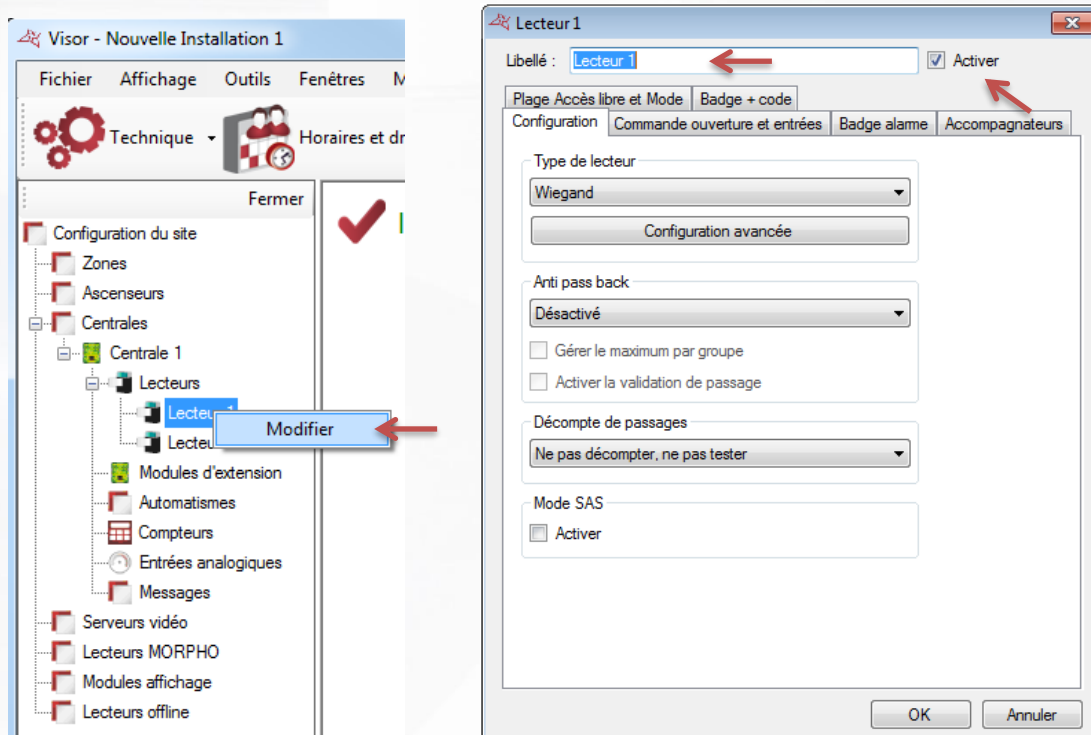 Visor - Nouvelle Installation 1
Fichier Affichage Outils Fenêtres M
Technique Horaires et dr
Fermer
Configuration du site
Zones
Ascenseurs
Centrales
Centrale 1
Lecteurs
Lecteur 1
Modifier
Lecteu
Modules d'extension
Automatismes
Compteurs
Entrées analogiques
Messages
Serveurs vidéo
Lecteurs MORPHO
Modules affichage
Lecteurs offline
Lecteur 1
Libellé : Lecteur 1 Activer
Plage Accès libre et Mode Badge + code
Configuration Commande ouverture et entrées Badge alarme Accompagnateurs
Type de lecteur
Wiegand
Configuration avancée
Anti pass back
Désactivé
Gérer le maximum par groupe
Activer la validation de passage
Décompte de passages
Ne pas décompter, ne pas tester
Mode SAS
Activer
OK Annuler